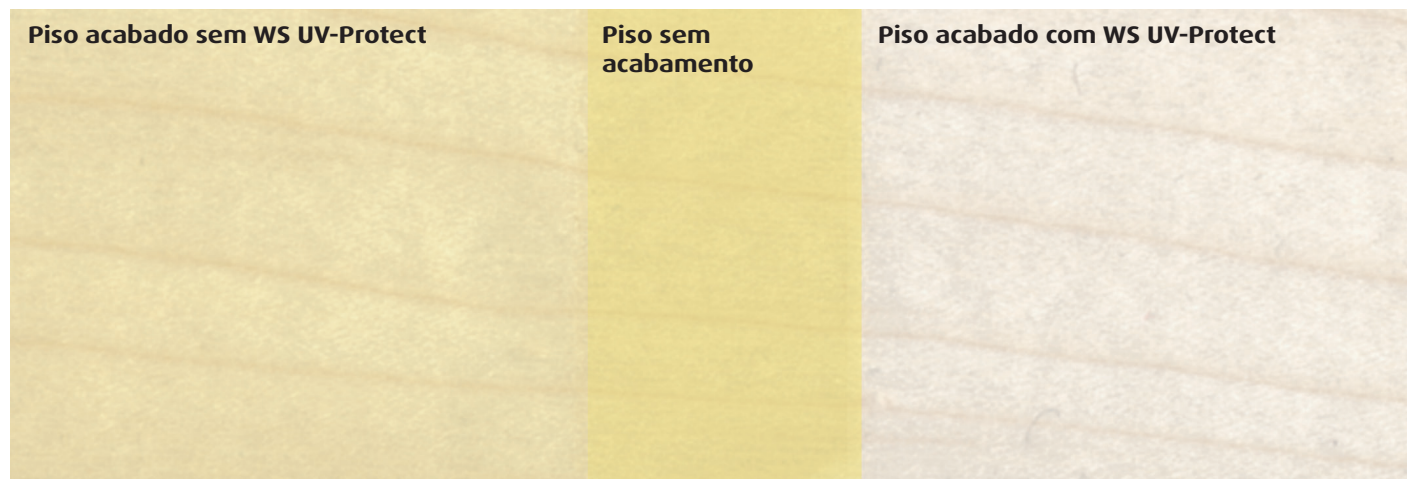 Piso acabado sem WS UV-Protect
Piso sem
acabamento
Piso acabado com WS UV-Protect